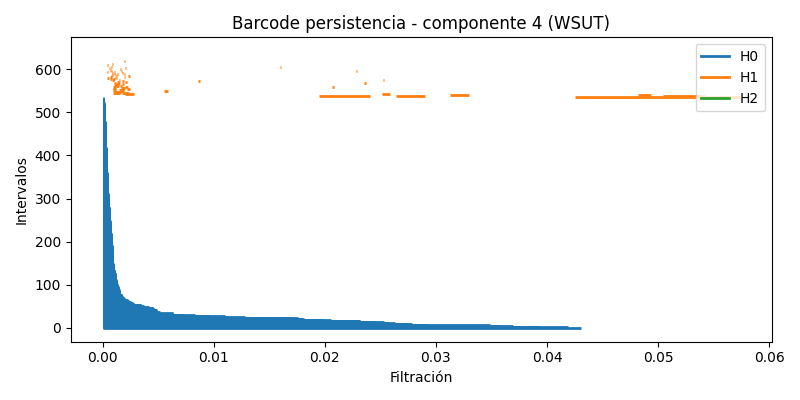 Barcode persistencia - componente 4 (WSUT)
H0
H1
H2
Intervalos
600
500
400
300
200
100
0
0.00 0.01 0.02 0.03 0.04 0.05 0.06
Filtración